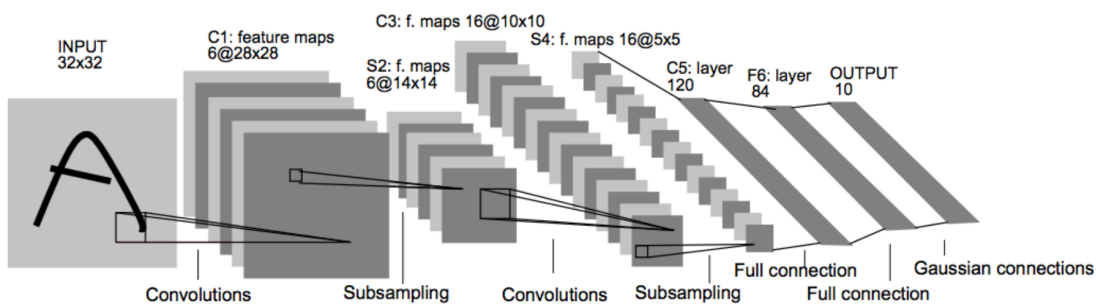 INPUT
32x32
C1: feature maps
6@28x28
S2: f. maps
6@14x14
C3: f. maps 16@10x10
S4: f. maps 16@5x5
C5: layer
120
F6: layer
84
OUTPUT
10
Convolutions
Subsampling
Convolutions
Subsampling
Full connection
Full connection
Gaussian connections